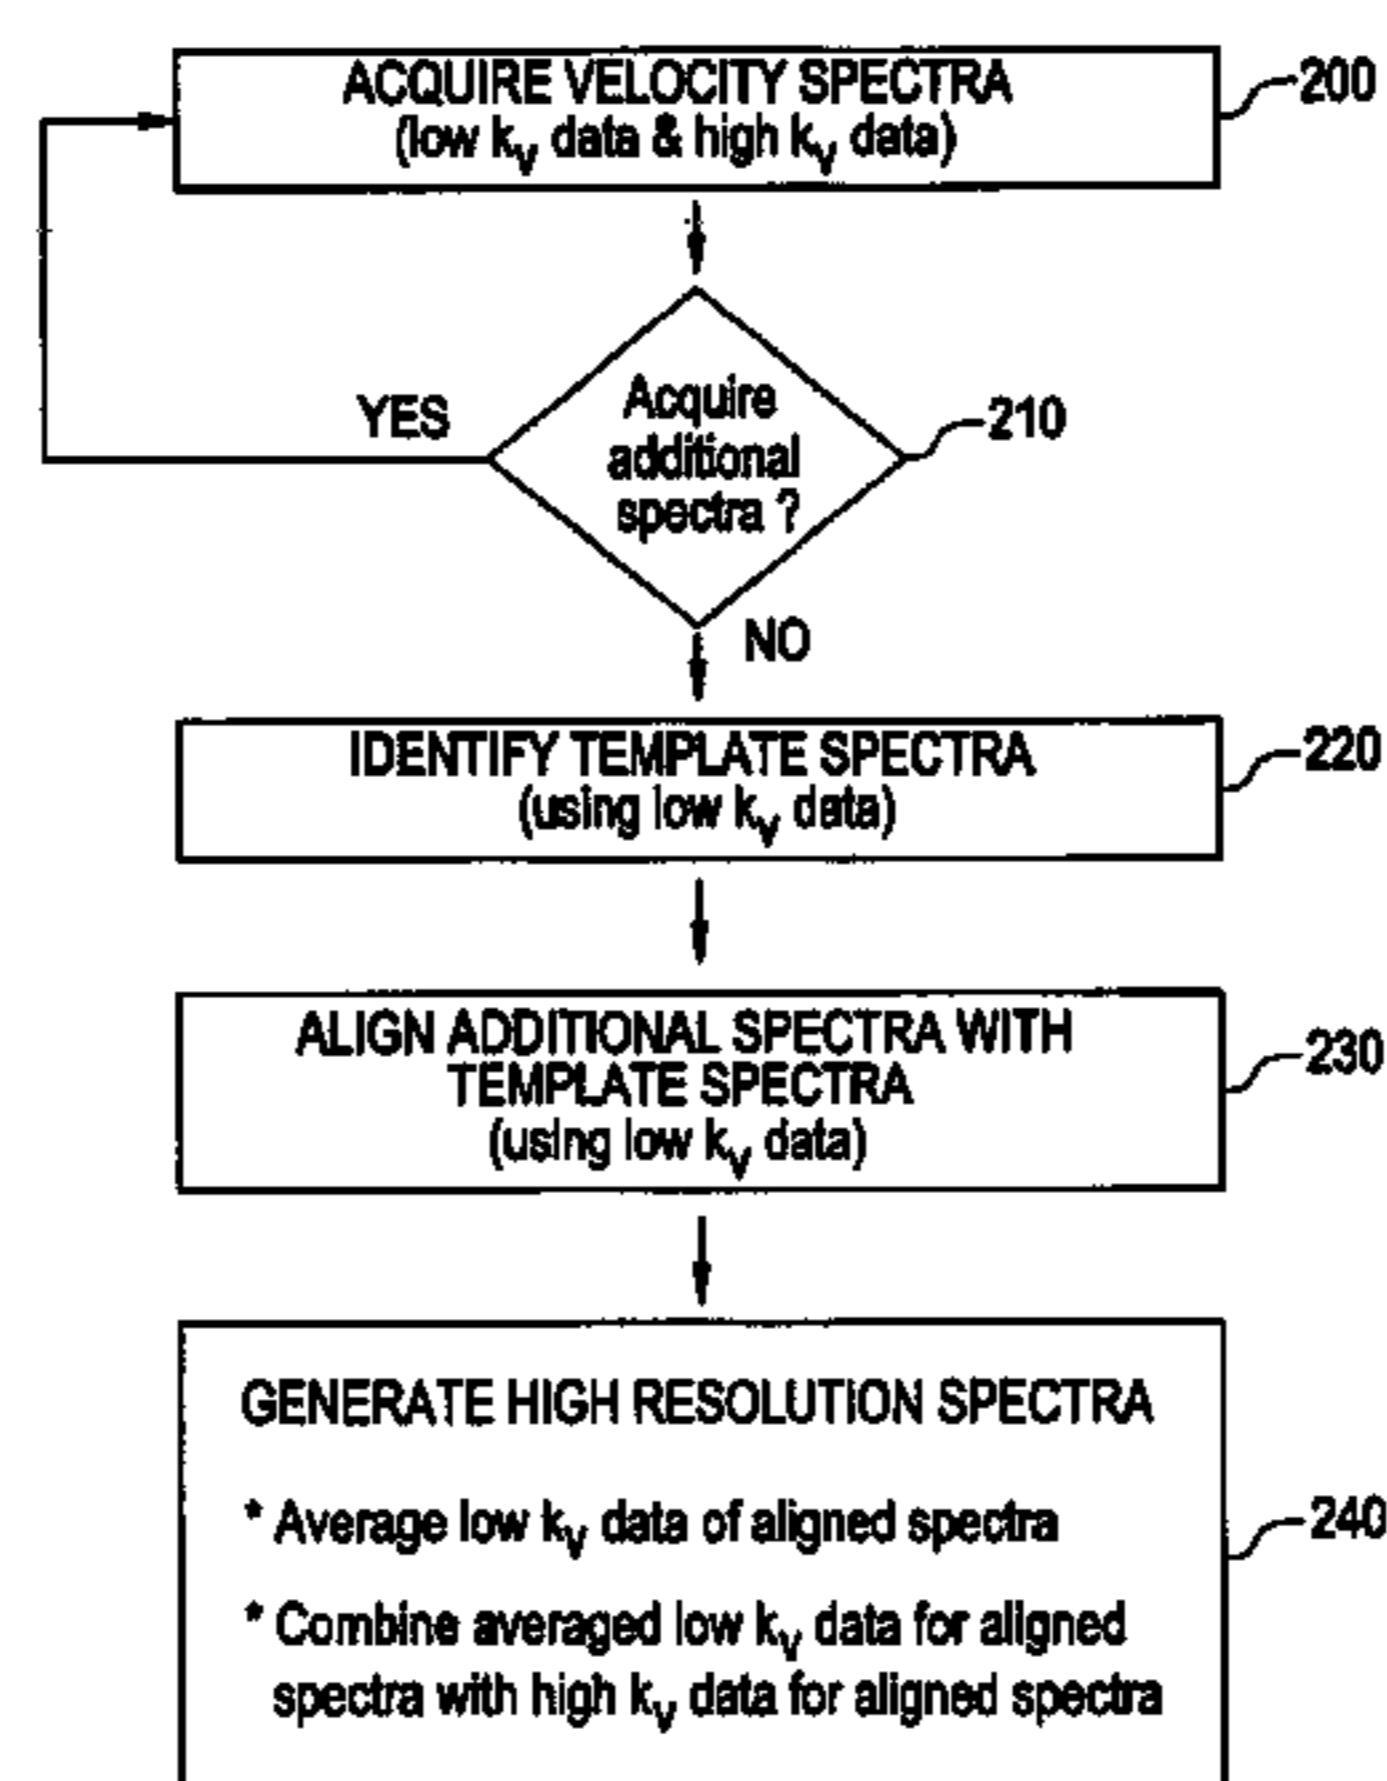 ACQUIRE VELOCITY SPECTRA
(low kv data & high kv data)
200
YES
Acquire
additional
spectra ?
210
NO
IDENTIFY TEMPLATE SPECTRA
(using low kv data)
220
ALIGN ADDITIONAL SPECTRA WITH
TEMPLATE SPECTRA
(using low kv data)
230
GENERATE HIGH RESOLUTION SPECTRA
* Average low kv data of aligned spectra
* Combine averaged low kv data for aligned
spectra with high kv data for aligned spectra
240